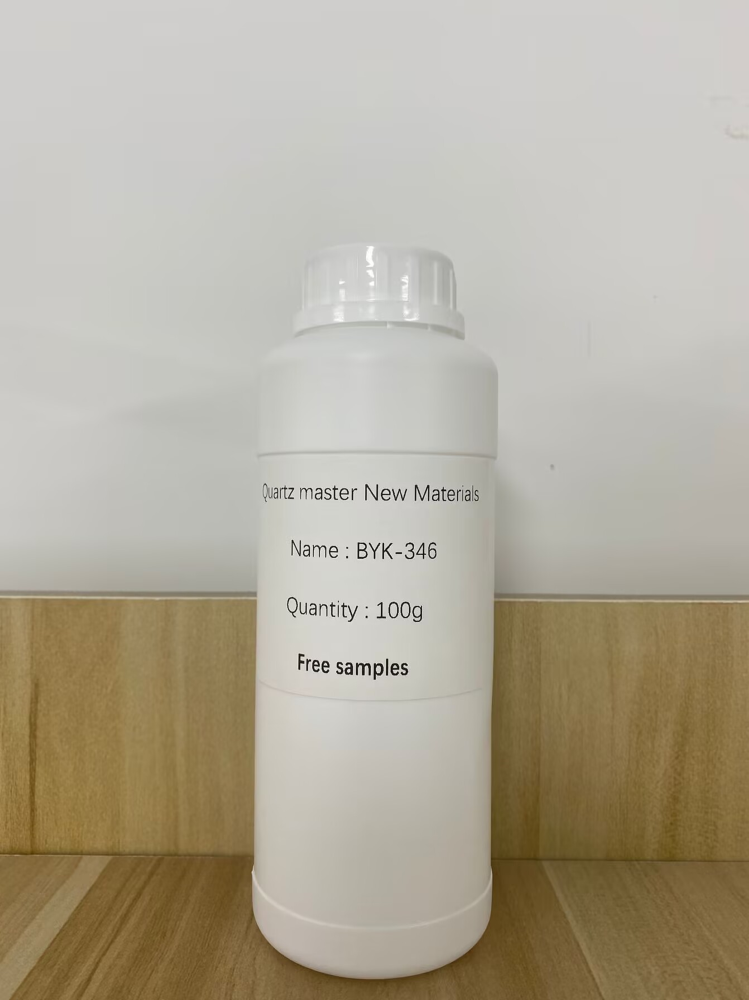 Quartz master New Materials
Name : BYK-346
Quantity : 100g
Free samples